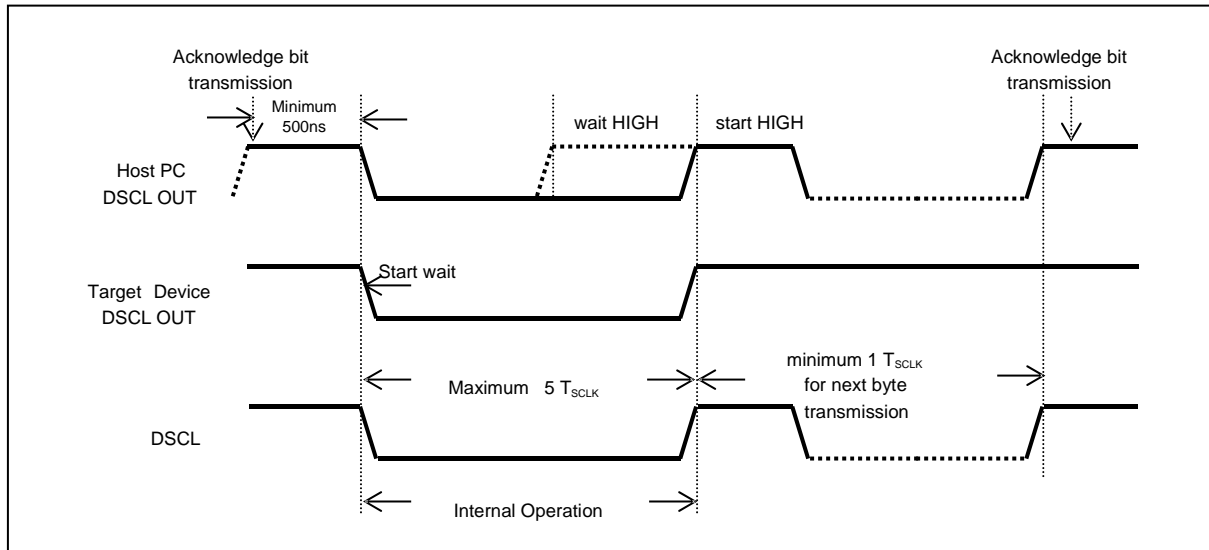 Acknowledge bit
transmission
Acknowledge bit
transmission
Minimum
500ns
wait HIGH
start HIGH
Host PC
DSCL OUT
Start wait
Target Device
DSCL OUT
Maximum 5 TSCLK
minimum 1 TSCLK
for next byte
transmission
DSCL
Internal Operation